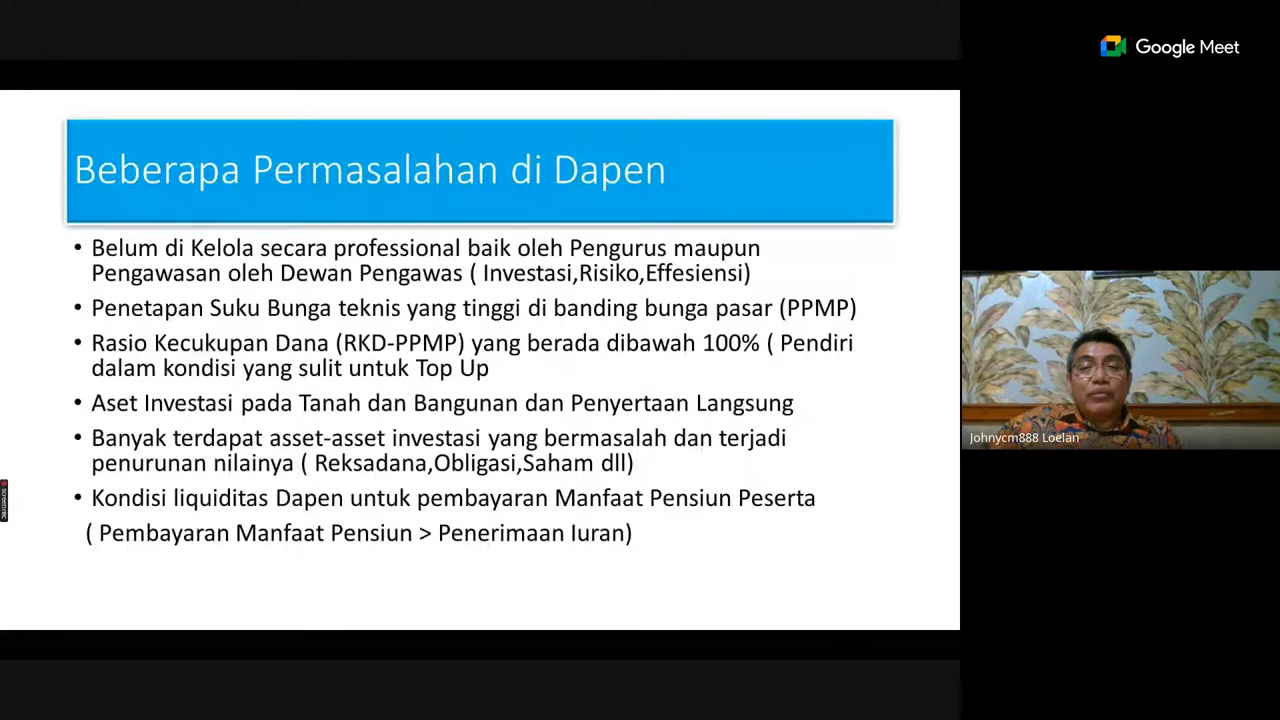 Google Meet
Beberapa Permasalahan di Dapen
• Belum di Kelola secara professional baik oleh Pengurus maupun
Pengawasan oleh Dewan Pengawas ( Investasi,Risiko,Effesiensi)
• Penetapan Suku Bunga teknis yang tinggi di banding bunga pasar (PPMP)
• Rasio Kecukupan Dana (RKD-PPMP) yang berada dibawah 100% ( Pendiri
dalam kondisi yang sulit untuk Top Up
• Aset Investasi pada Tanah dan Bangunan dan Penyertaan Langsung
• Banyak terdapat asset-asset investasi yang bermasalah dan terjadi
penurunan nilainya ( Reksadana,Obligasi,Saham dll)
• Kondisi liquiditas Dapen untuk pembayaran Manfaat Pensiun Peserta
( Pembayaran Manfaat Pensiun > Penerimaan Iuran)
Johnycm888 Loelan